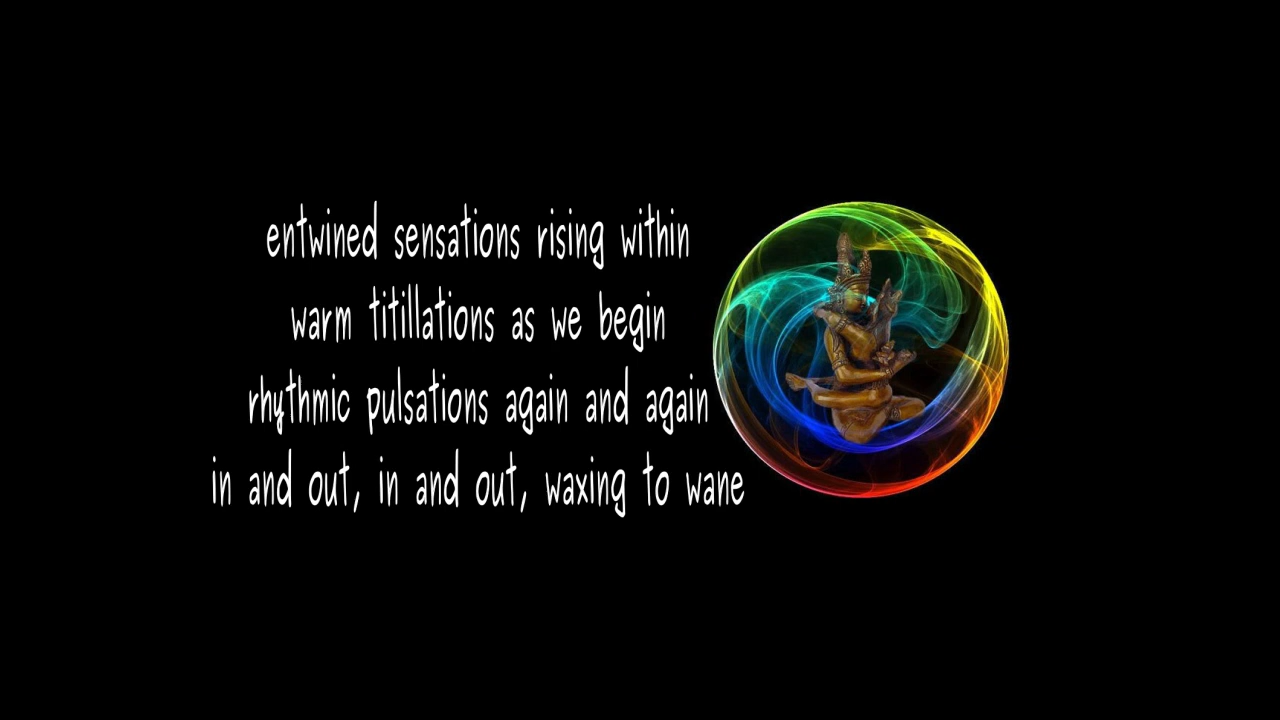 entwined sensations rising within
warm titillations as we begin
rhythmic pulsations again and again
in and out, in and out, waxing to wane